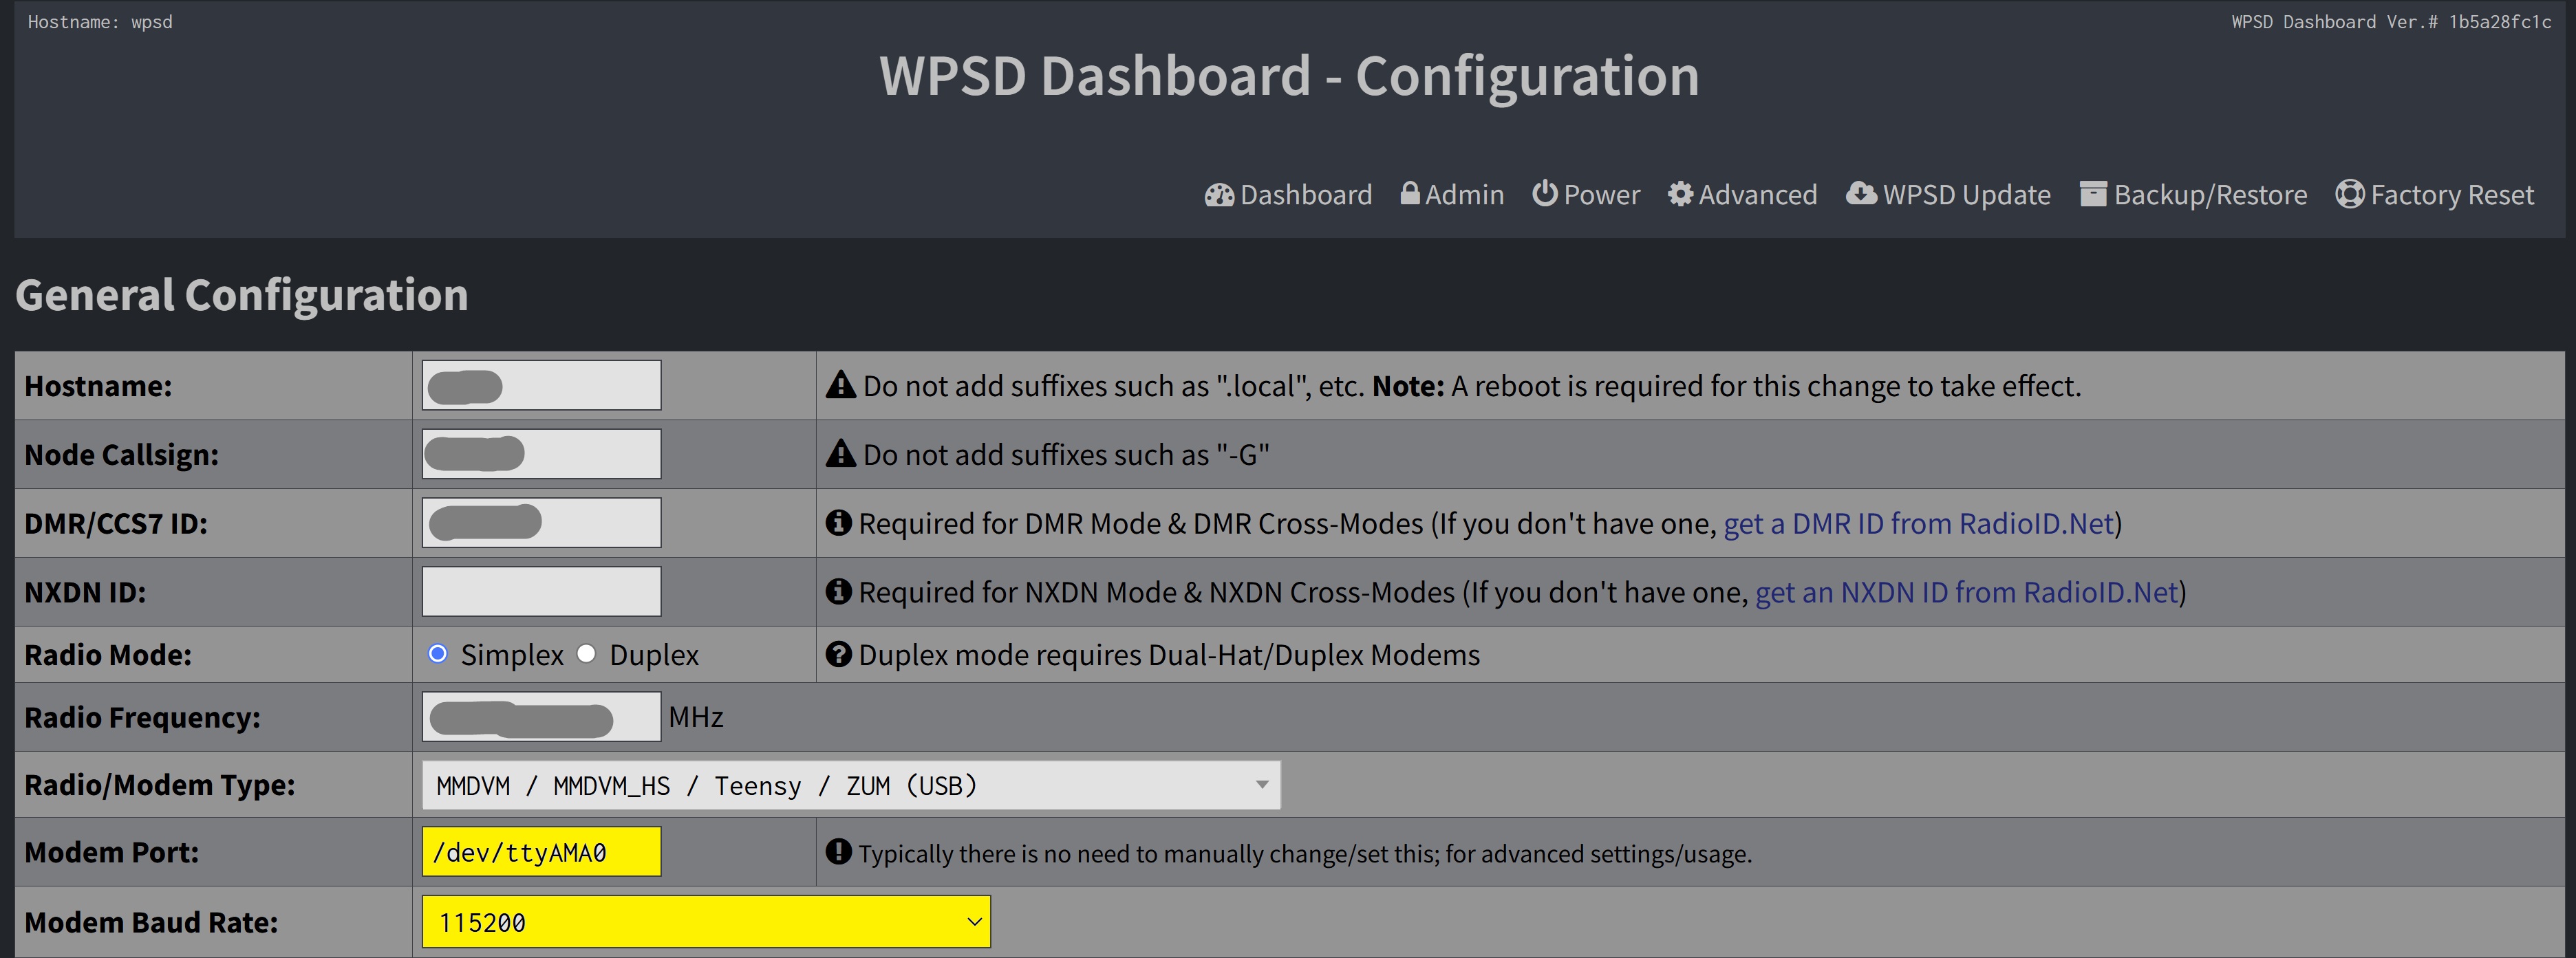 Hostname: wpsd
WPSD Dashboard Ver.# 1b5a28fc1c
WPSD Dashboard - Configuration
Dashboard Admin Power Advanced WPSD Update Backup/Restore Factory Reset
General Configuration
Hostname: Do not add suffixes such as ".local", etc. Note: A reboot is required for this change to take effect.
Node Callsign: Do not add suffixes such as "-G"
DMR/CCS7 ID: Required for DMR Mode & DMR Cross-Modes (If you don't have one, get a DMR ID from RadioID.Net)
NXDN ID: Required for NXDN Mode & NXDN Cross-Modes (If you don't have one, get an NXDN ID from RadioID.Net)
Radio Mode: Simplex Duplex Duplex mode requires Dual-Hat/Duplex Modems
Radio Frequency: MHz
Radio/Modem Type: MMDVM / MMDVM_HS / Teensy / ZUM (USB)
Modem Port: /dev/ttyAMA0 Typically there is no need to manually change/set this; for advanced settings/usage.
Modem Baud Rate: 115200